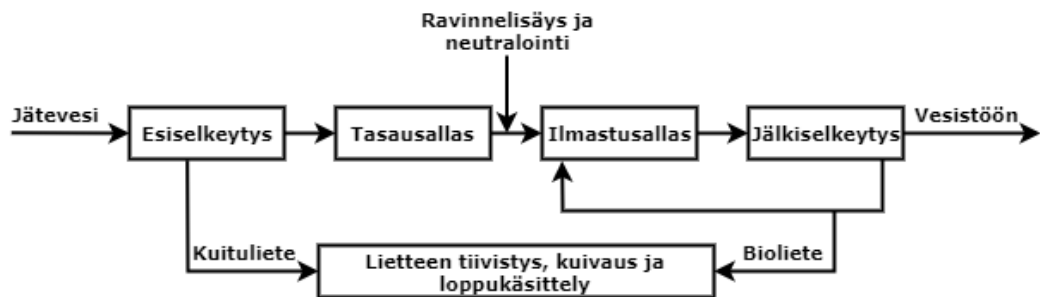 Ravinnelisäys ja
neutralointi
Jätevesi
Esiselkeytys
Tasausallas
Ilmastusallas
Jälkiselkeytys
Vesistöön
Kuituliete
Lietteen tiivistys, kuivaus ja
loppukäsittely
Bioliete